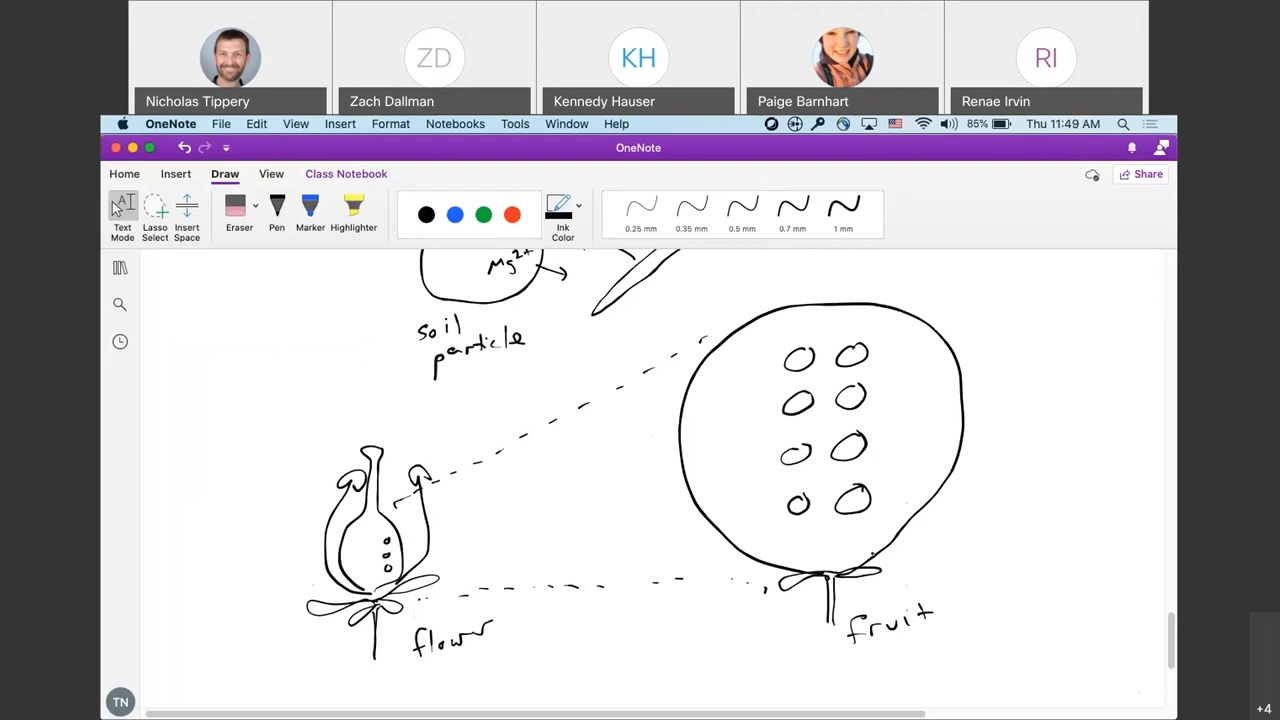 ZD
KH
RI
Nicholas Tippery
Zach Dallman
Kennedy Hauser
Paige Barnhart
Renae Irvin
OneNote File Edit View Insert Format Notebooks Tools Window Help 85% Thu 11:49 AM
OneNote
Home Insert Draw View Class Notebook Share
Text Mode
Lasso Select
Insert Space
Eraser
Pen
Marker
Highlighter
Ink Color
0.25 mm
0.35 mm
0.5 mm
0.7 mm
1 mm
Mg2+
soil
particle
flower
fruit
TN
+4